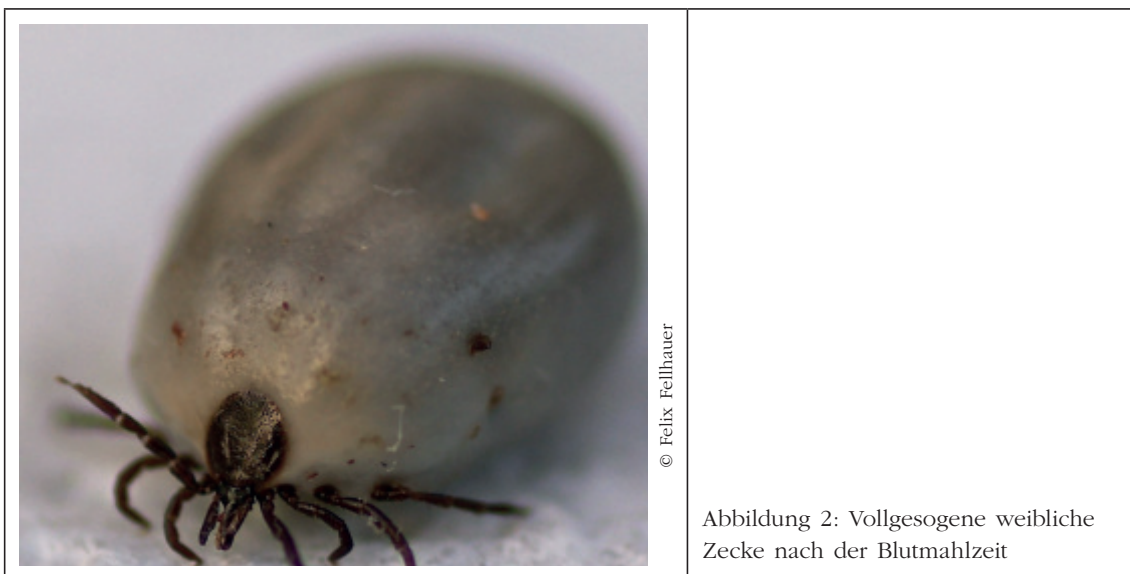 © Felix Fellhauer
Abbildung 2: Vollgesogene weibliche
Zecke nach der Blutmahlzeit